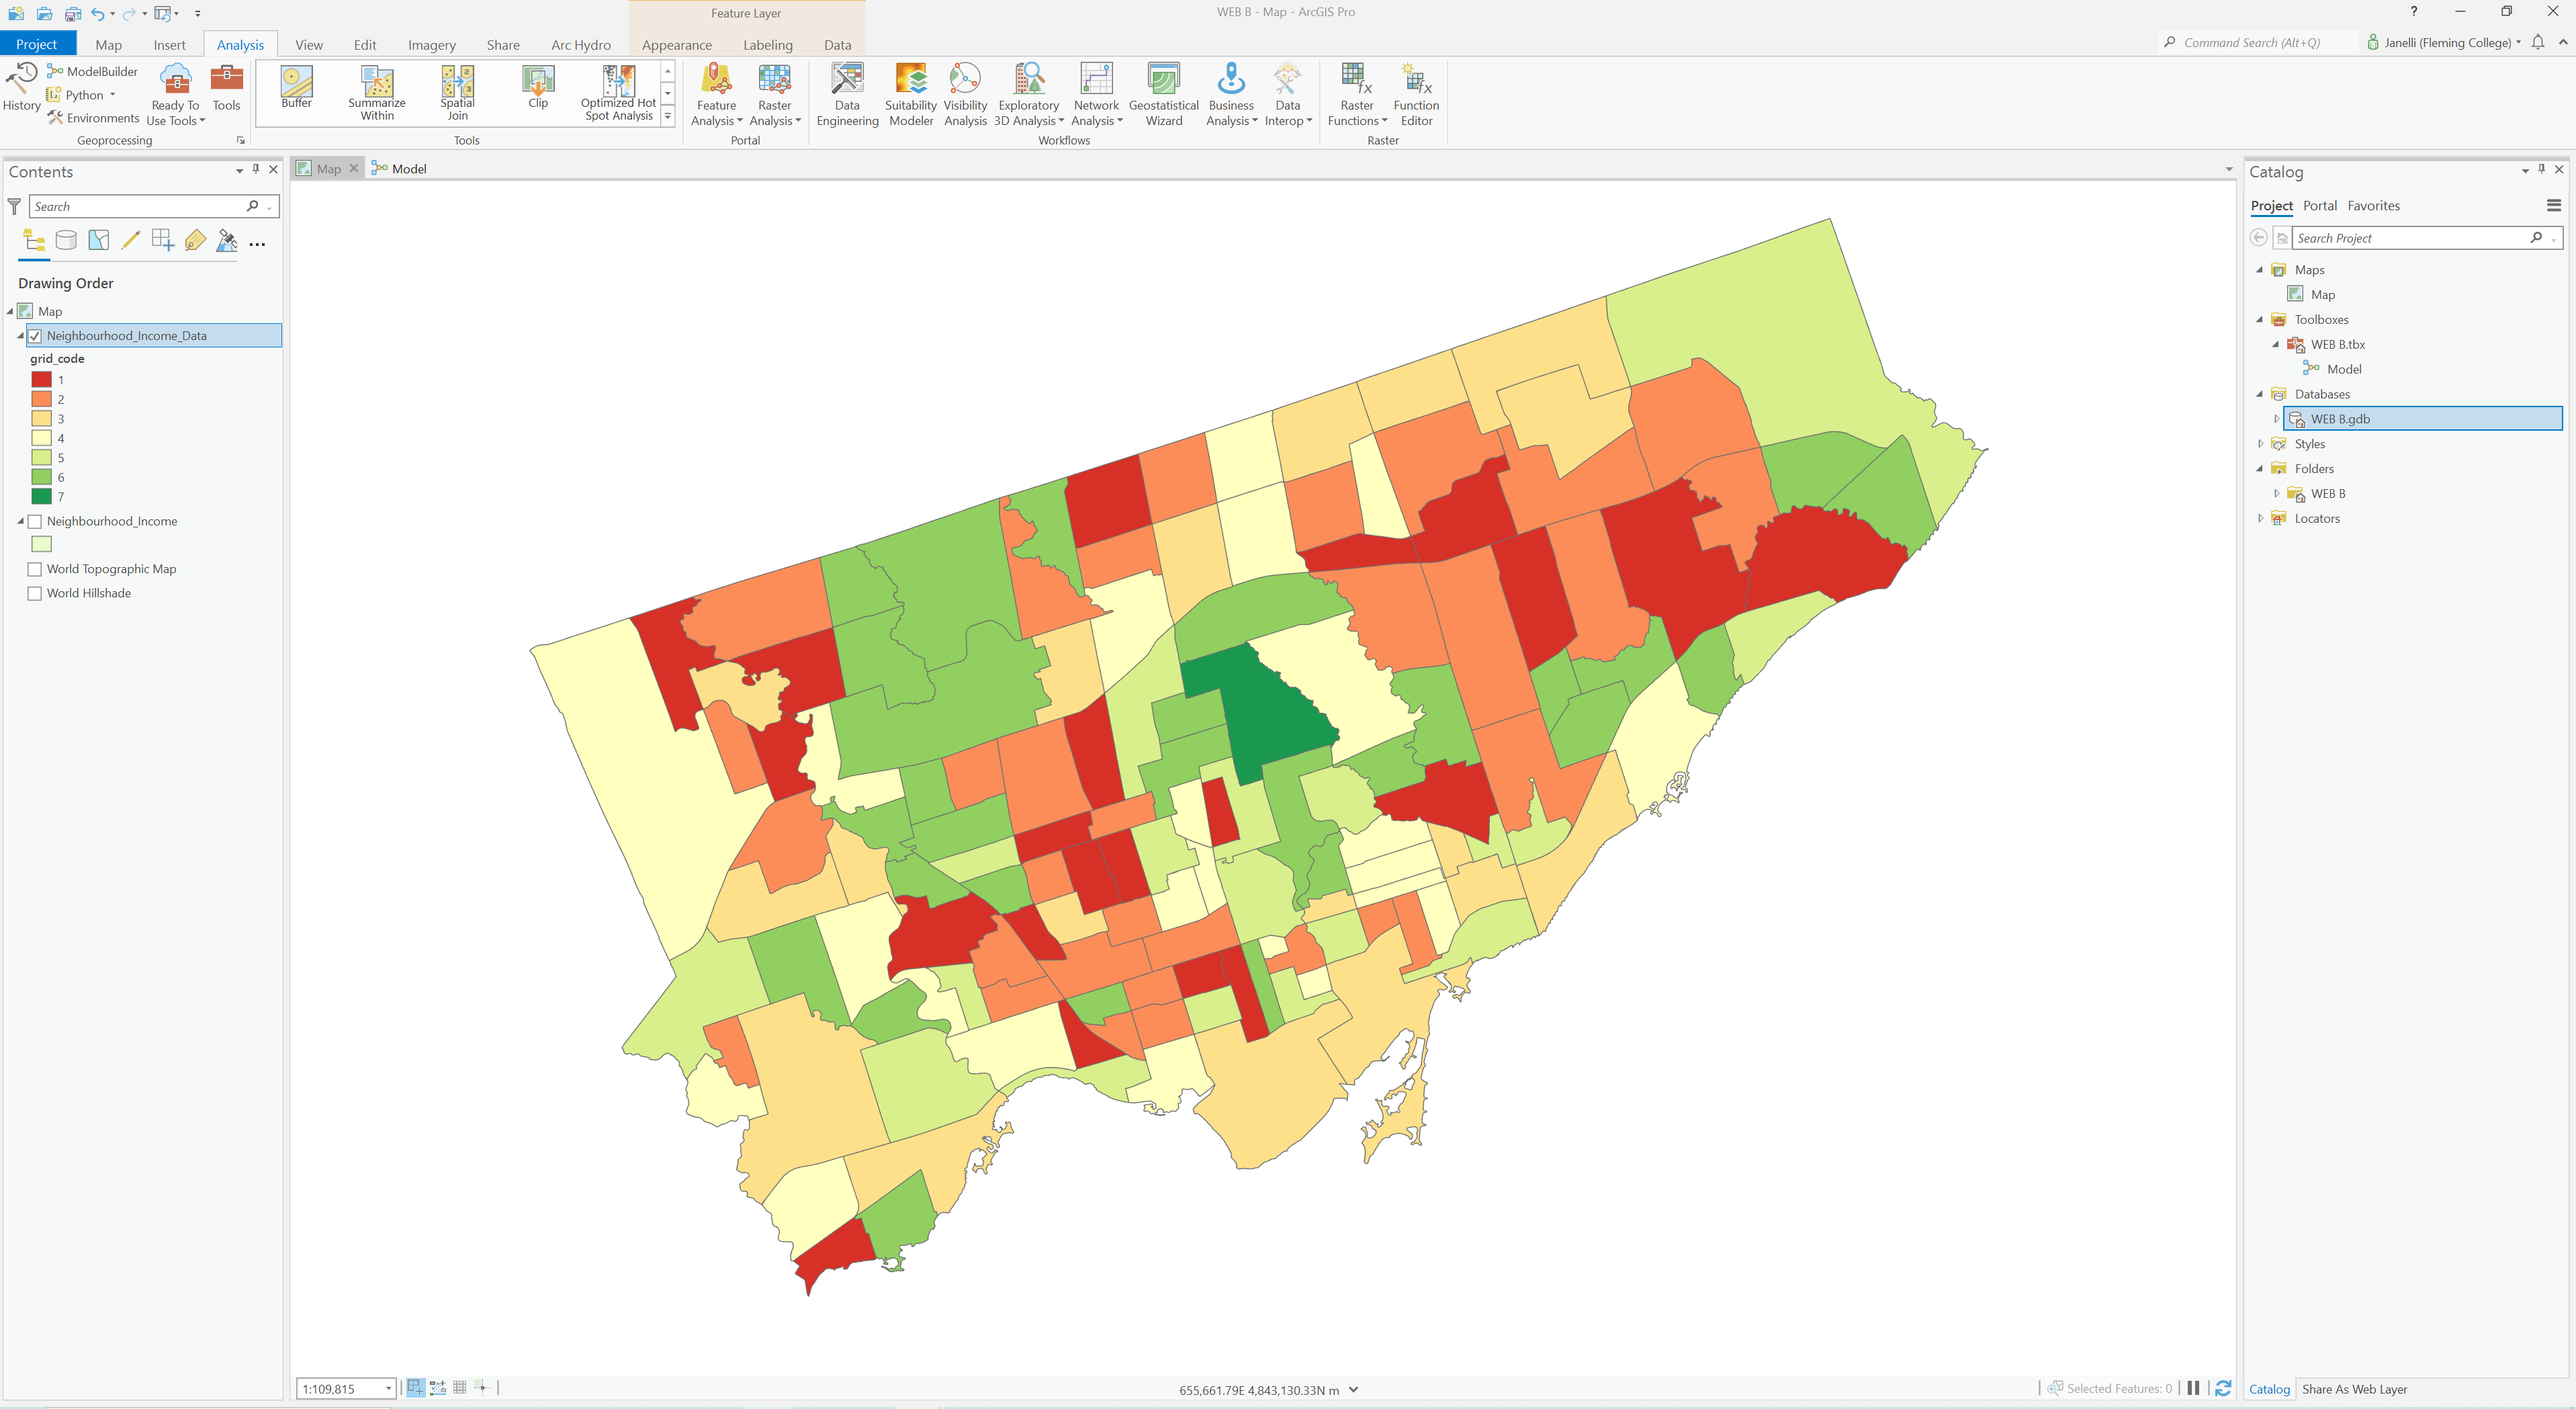 Feature Layer
WEB B - Map - ArcGIS Pro
?
Project
Map
Insert
Analysis
View
Edit
Imagery
Share
Arc Hydro
Appearance
Labeling
Data
Command Search (Alt+Q)
Janelli (Fleming College)
History
ModelBuilder
Python
Environments
Ready To
Use Tools
Tools
Geoprocessing
Buffer
Summarize
Within
Spatial
Join
Clip
Optimized Hot
Spot Analysis
Tools
Feature
Analysis
Raster
Analysis
Portal
Data
Engineering
Suitability
Modeler
Visibility
Analysis
Exploratory
3D Analysis
Network
Analysis
Geostatistical
Wizard
Business
Analysis
Data
Interop
Workflows
Raster
Functions
Function
Editor
Raster
Contents
Search
Drawing Order
Map
Neighbourhood_Income_Data
grid_code
1
2
3
4
5
6
7
Neighbourhood_Income
World Topographic Map
World Hillshade
Map
Model
Catalog
Project
Portal
Favorites
Search Project
Maps
Map
Toolboxes
WEB B.tbx
Model
Databases
WEB B.gdb
Styles
Folders
WEB B
Locators
1:109,815
655,661.79E 4,843,130.33N m
Selected Features: 0
Catalog
Share As Web Layer